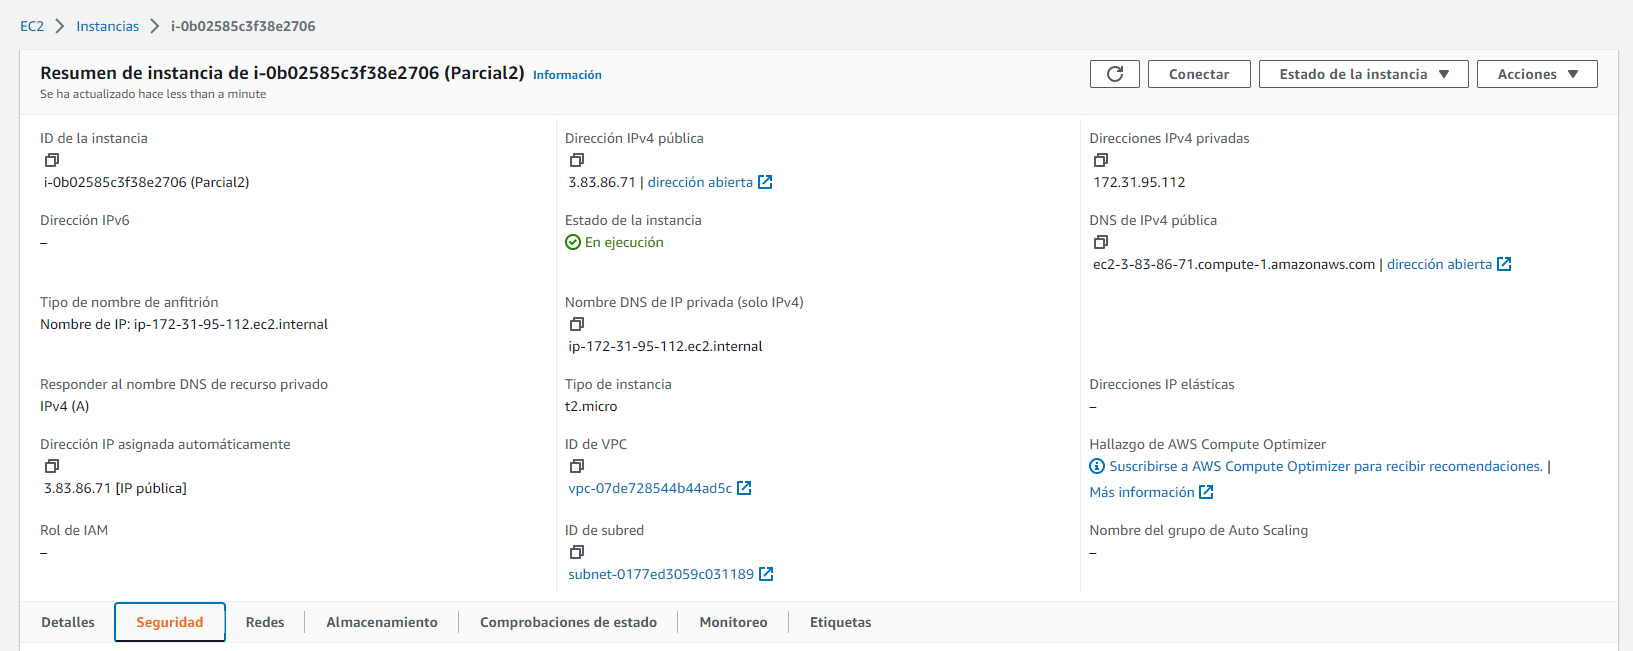 EC2 > Instancias > i-0b02585c3f38e2706
Resumen de instancia de i-0b02585c3f38e2706 (Parcial2) Información
Se ha actualizado hace less than a minute
Conectar
Estado de la instancia
Acciones
ID de la instancia
i-0b02585c3f38e2706 (Parcial2)
Dirección IPv4 pública
3.83.86.71 | dirección abierta
Direcciones IPv4 privadas
172.31.95.112
Dirección IPv6
–
Estado de la instancia
En ejecución
DNS de IPv4 pública
ec2-3-83-86-71.compute-1.amazonaws.com | dirección abierta
Tipo de nombre de anfitrión
Nombre de IP: ip-172-31-95-112.ec2.internal
Nombre DNS de IP privada (solo IPv4)
ip-172-31-95-112.ec2.internal
Responder al nombre DNS de recurso privado
IPv4 (A)
Tipo de instancia
t2.micro
Direcciones IP elásticas
–
Dirección IP asignada automáticamente
3.83.86.71 [IP pública]
ID de VPC
vpc-07de728544b44ad5c
Hallazgo de AWS Compute Optimizer
Suscribirse a AWS Compute Optimizer para recibir recomendaciones. |
Más información
Rol de IAM
–
ID de subred
subnet-0177ed3059c031189
Nombre del grupo de Auto Scaling
–
Detalles
Seguridad
Redes
Almacenamiento
Comprobaciones de estado
Monitoreo
Etiquetas